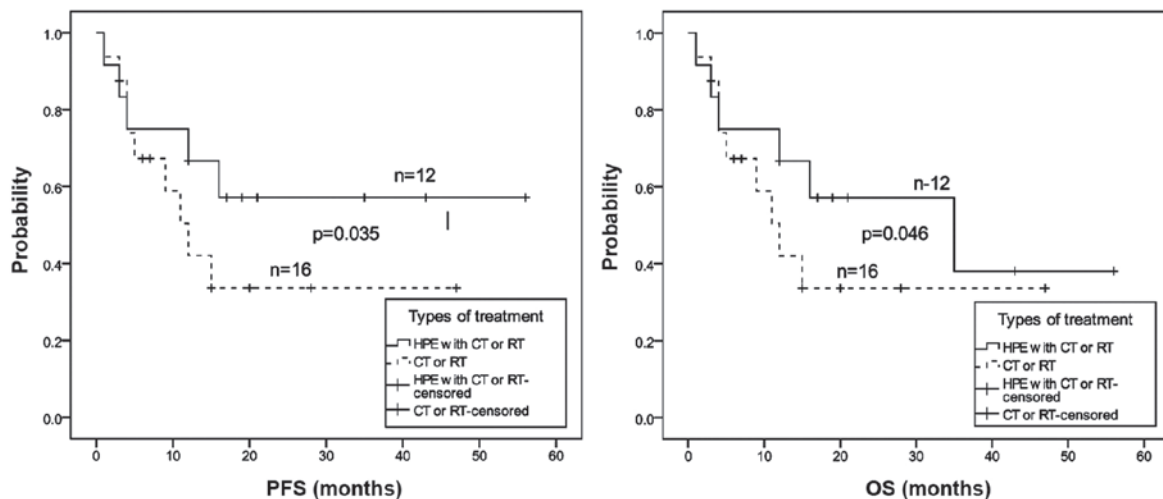 1.0
0.8
0.6
0.4
0.2
0.0
Probability
n=12
p=0.035
n=16
Types of treatment
HPE with CT or RT
CT or RT
HPE with CT or RT-
censored
CT or RT-censored
0 10 20 30 40 50 60
PFS (months)
1.0
0.8
0.6
0.4
0.2
0.0
Probability
n-12
p=0.046
n=16
Types of treatment
HPE with CT or RT
CT or RT
HPE with CT or RT-
censored
CT or RT-censored
0 10 20 30 40 50 60
OS (months)